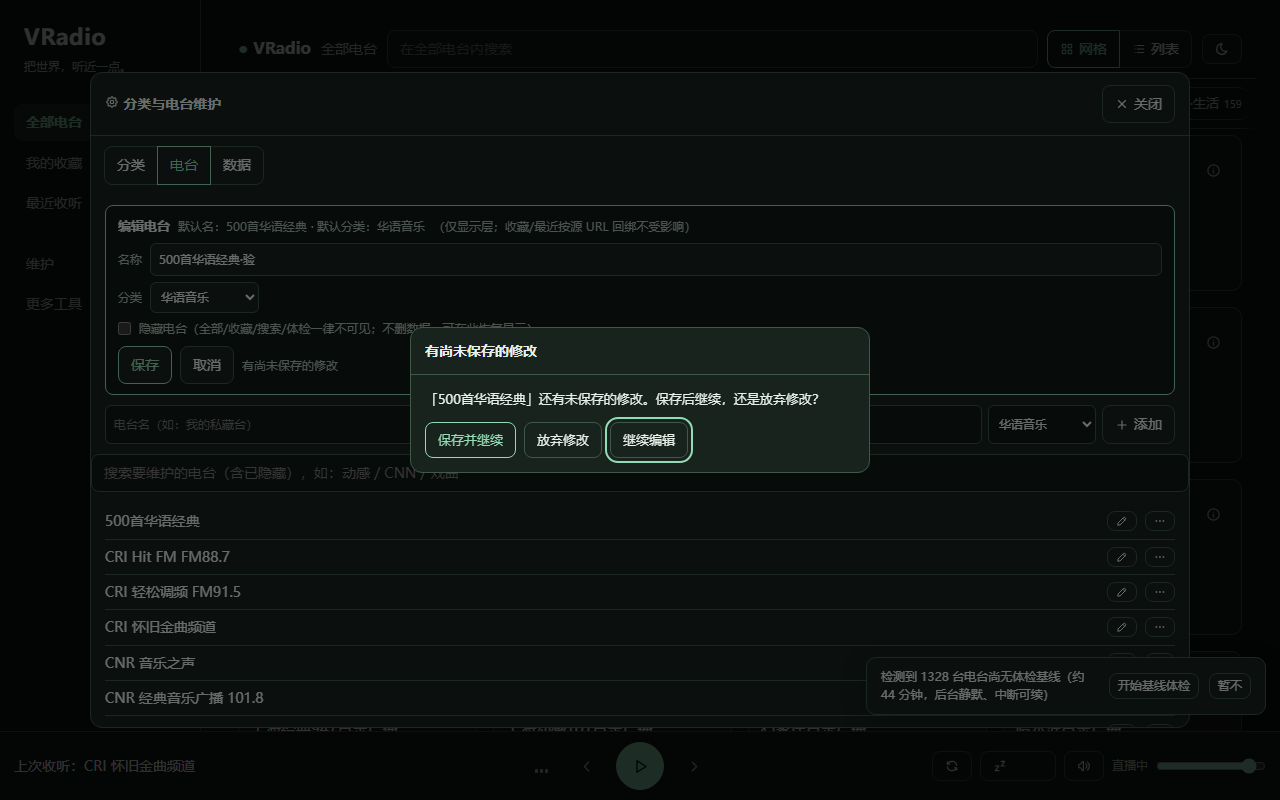 VRadio
把世界，听近一点。
全部电台
我的收藏
最近收听
维护
更多工具
VRadio 全部电台
在全部电台内搜索
网格
列表
生活 159
分类与电台维护
关闭
分类
电台
数据
编辑电台 默认名：500首华语经典 · 默认分类：华语音乐 （仅显示层；收藏/最近按源 URL 回绑不受影响）
名称 500首华语经典·验
分类 华语音乐
隐藏电台（全部/收藏/搜索/体检一律不可见；不删数据，可在此恢复显示）
保存
取消
有尚未保存的修改
有尚未保存的修改
「500首华语经典」还有未保存的修改。保存后继续，还是放弃修改？
保存并继续
放弃修改
继续编辑
电台名（如：我的私藏台）
华语音乐
添加
搜索要维护的电台（含已隐藏），如：动感 / CNN / 戏曲
500首华语经典
CRI Hit FM FM88.7
CRI 轻松调频 FM91.5
CRI 怀旧金曲频道
CNR 音乐之声
CNR 经典音乐广播 101.8
检测到 1328 台电台尚无体检基线（约
44 分钟，后台静默、中断可续）
开始基线体检
暂不
上次收听：CRI 怀旧金曲频道
直播中